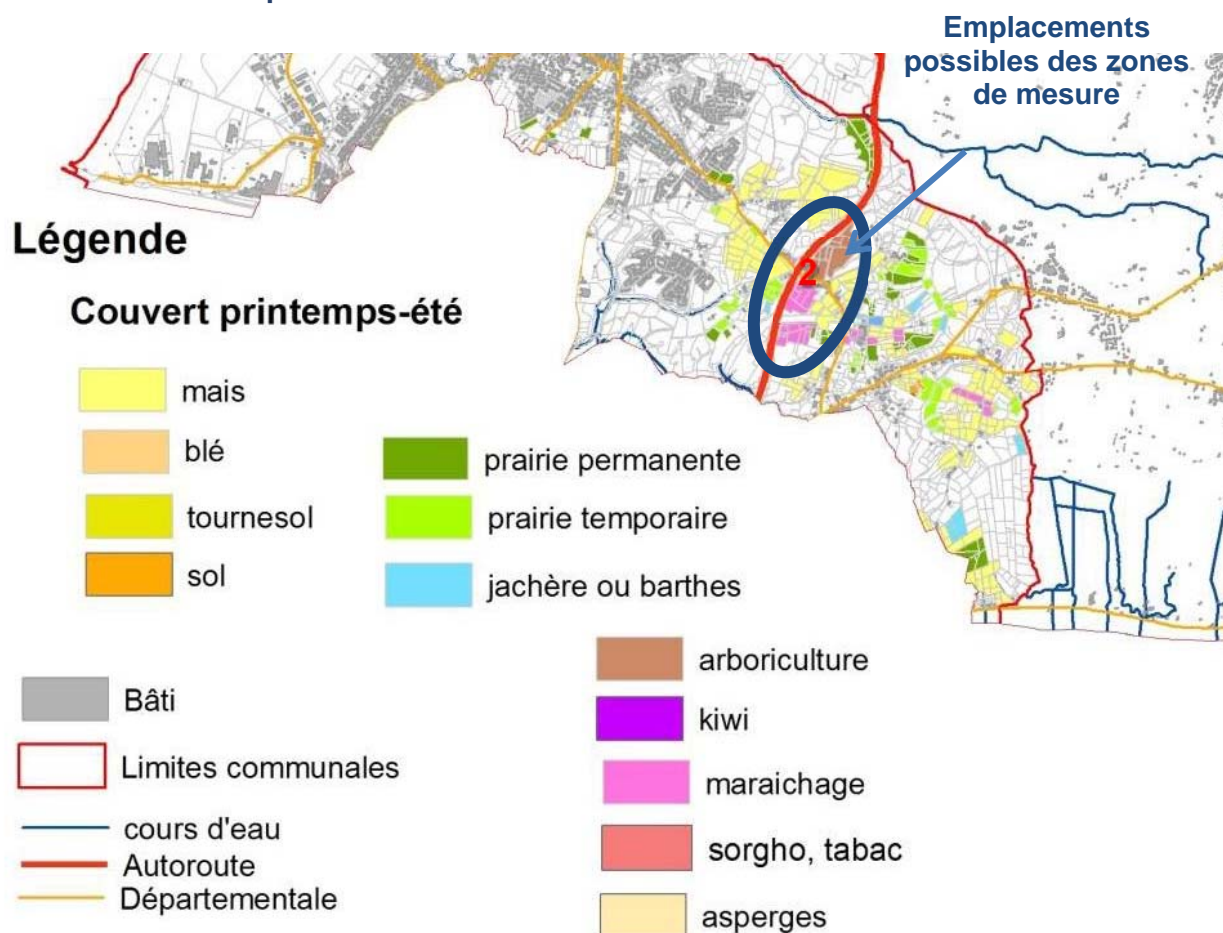 Emplacements
possibles des zones
de mesure
2
Légende
Couvert printemps-été
mais
blé
tournesol
sol
prairie permanente
prairie temporaire
jachère ou barthes
arboriculture
kiwi
maraichage
sorgho, tabac
asperges
Bâti
Limites communales
cours d'eau
Autoroute
Départementale